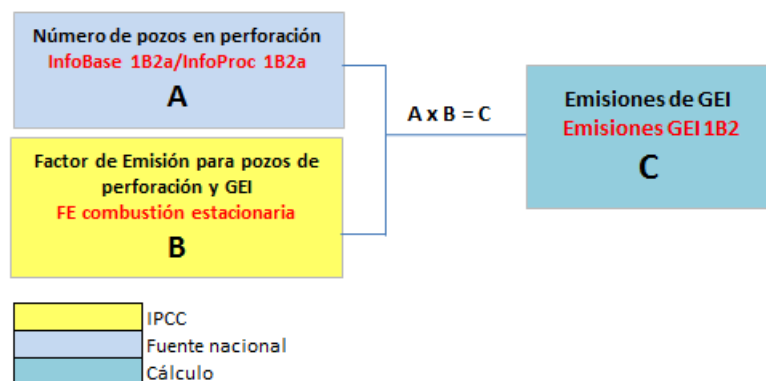 Número de pozos en perforación
InfoBase 1B2a/InfoProc 1B2a
A
Factor de Emisión para pozos de
perforación y GEI
FE combustión estacionaria
B
A x B = C
Emisiones de GEI
Emisiones GEI 1B2
C
IPCC
Fuente nacional
Cálculo